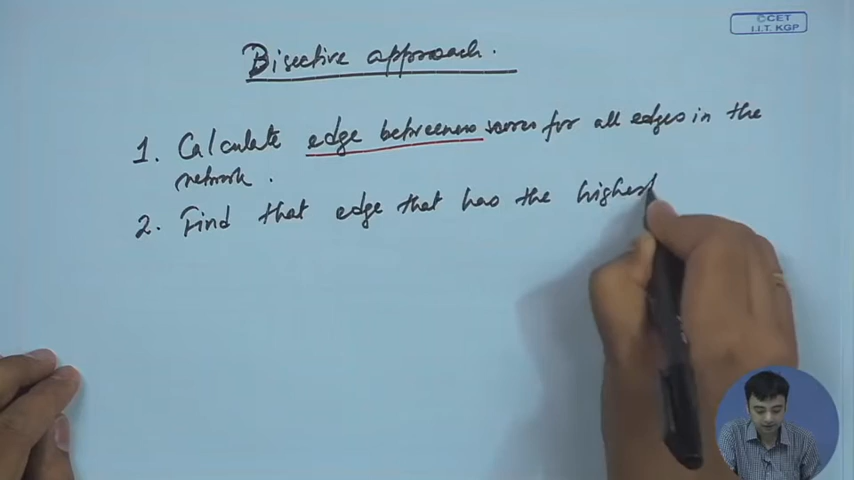 ©CET
I.I.T. KGP
Bisective approach.
1. Calculate edge betweenness scores for all edges in the
network.
2. Find that edge that has the highest